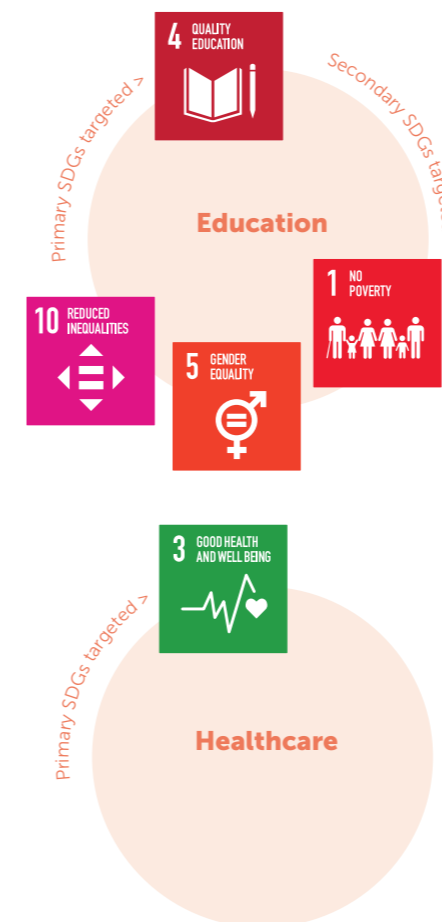 4 QUALITY
EDUCATION
Primary SDGs targeted >
Secondary SDGs
Education
1 NO
POVERTY
10 REDUCED
INEQUALITIES
5 GENDER
EQUALITY
3 GOOD HEALTH
AND WELL BEING
Primary SDGs targeted >
Healthcare